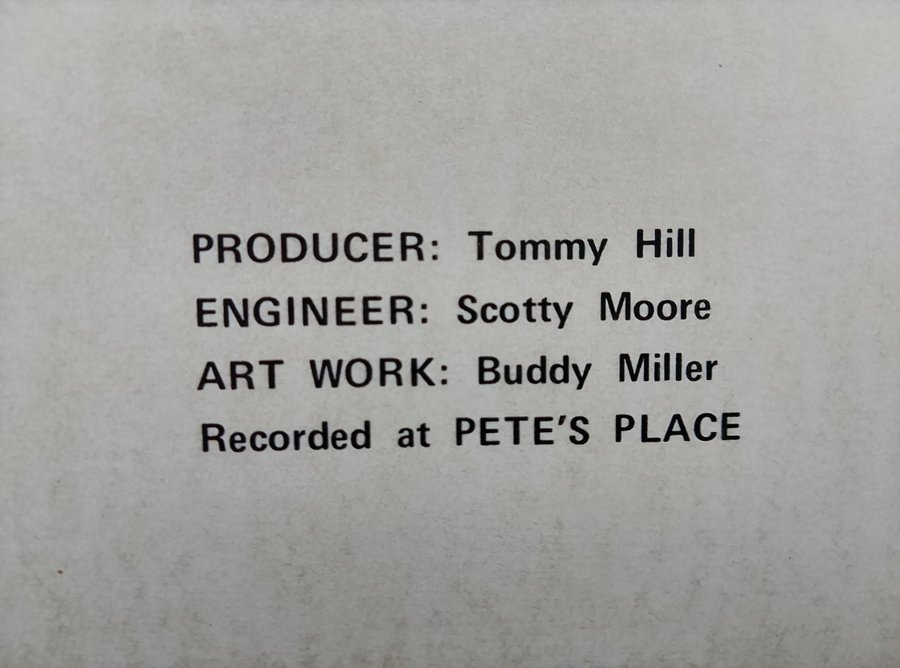 PRODUCER: Tommy Hill
ENGINEER: Scotty Moore
ART WORK: Buddy Miller
Recorded at PETE'S PLACE